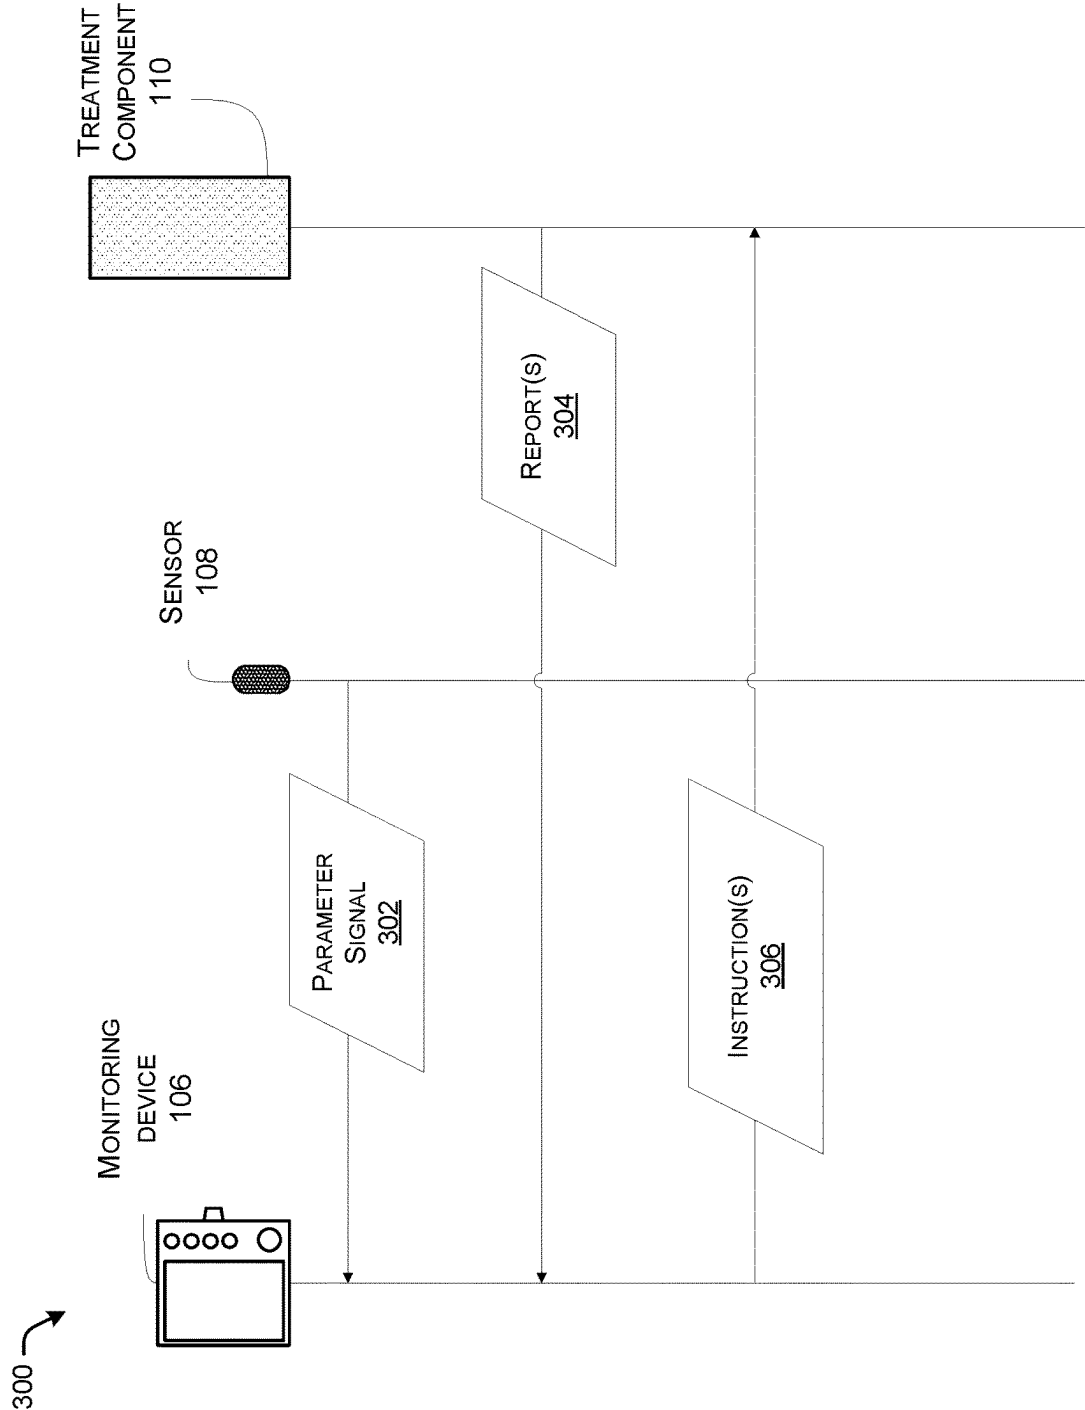 300
MONITORING
DEVICE
106
SENSOR
108
TREATMENT
COMPONENT
110
PARAMETER
SIGNAL
302
REPORT(S)
304
INSTRUCTION(S)
306